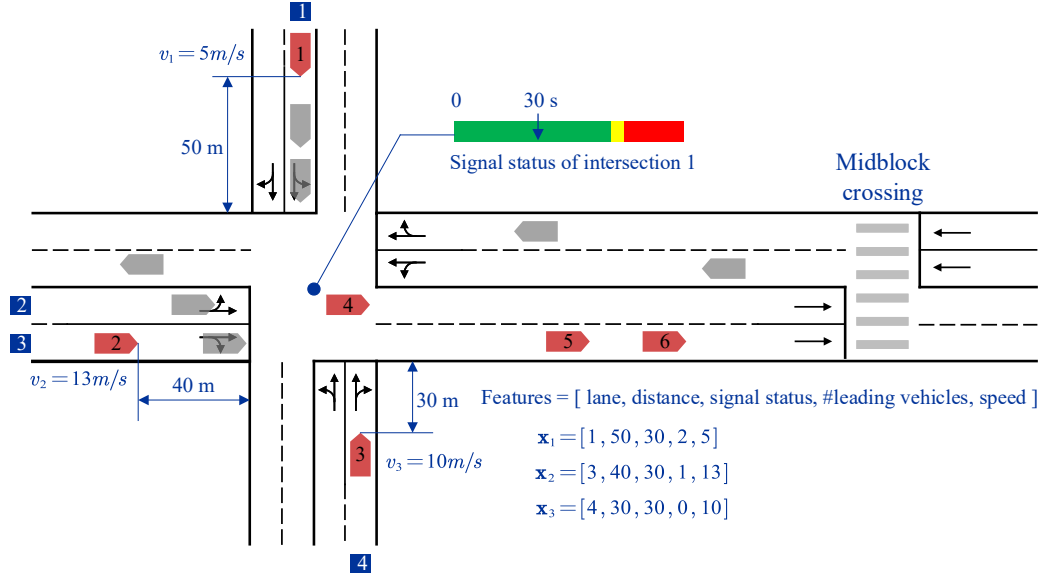 1
v₁ = 5m/s
1
0
30 s
50 m
Signal status of intersection 1
Midblock
crossing
2
4
3
2
5
6
v₂ = 13m/s
40 m
30 m
Features = [ lane, distance, signal status, #leading vehicles, speed ]
3
v₃ = 10m/s
x₁ = [1, 50, 30, 2, 5]
x₂ = [3, 40, 30, 1, 13]
x₃ = [4, 30, 30, 0, 10]
4